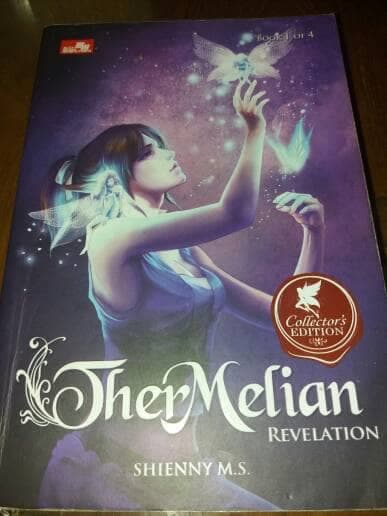 Book 1 of 4
Collector's
EDITION
TherMelian
REVELATION
SHIENNY M.S.